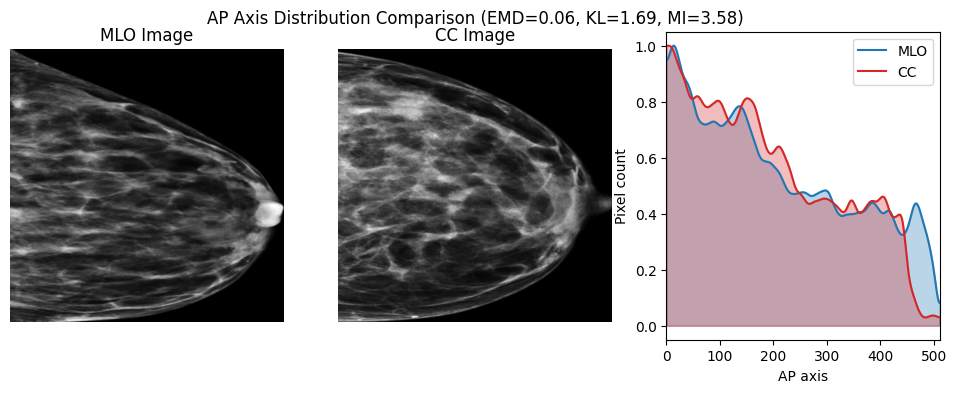 AP Axis Distribution Comparison (EMD=0.06, KL=1.69, MI=3.58)
MLO Image
CC Image
MLO
CC
Pixel count
1.0
0.8
0.6
0.4
0.2
0.0
0 100 200 300 400 500
AP axis